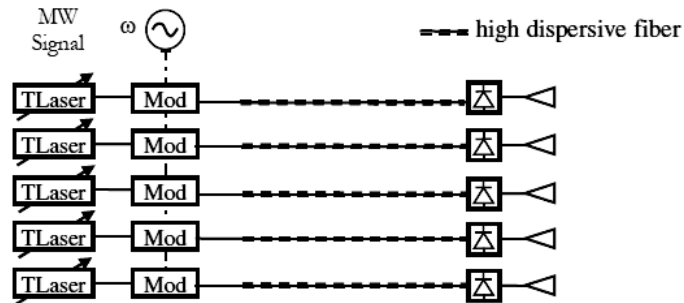 MW
Signal
ω
high dispersive fiber
TLaser Mod
TLaser Mod
TLaser Mod
TLaser Mod
TLaser Mod